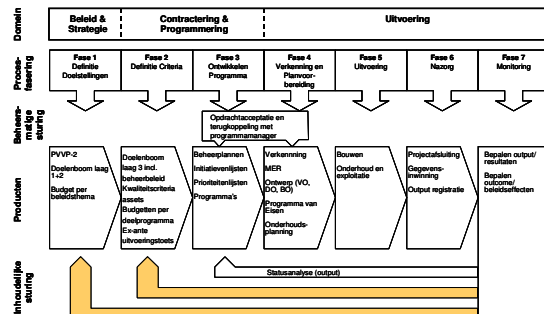 Domein
Beleid &
Strategie
Contractering &
Programmering
Uitvoering
Proces-
fasering
Fase 1
Definitie
Doelstellingen
Fase 2
Definitie Criteria
Fase 3
Ontwikkelen
Programma
Fase 4
Verkenning en
Planvoor-
bereiding
Fase 5
Uitvoering
Fase 6
Nazorg
Fase 7
Monitoring
Beheers-
matige
sturing
Opdrachtacceptatie en
terugkoppeling met
programmamanager
Producten
PVVP-2
Doelenboom laag
1+2
Budget per
beleidsthema
Doelenboom
laag 3 incl.
beheerbeleid
Kwaliteitscriteria
assets
Budgetten per
deelprogramma
Ex-ante
uitvoeringstoets
Beheerplannen
Initiatievenlijsten
Prioriteitenlijsten
Programma's
Verkennning
MER
Ontwerp (VO,
DO, BO)
Programma van
Eisen
Onderhouds-
planning
Bouwen
Onderhoud en
exploitatie
Projectafsluiting
Gegevens-
inwinning
Output registratie
Bepalen output/
resultaten
Bepalen
outcome/
beleidseffecten
Inhoudelijke
sturing
Statusanalyse (output)